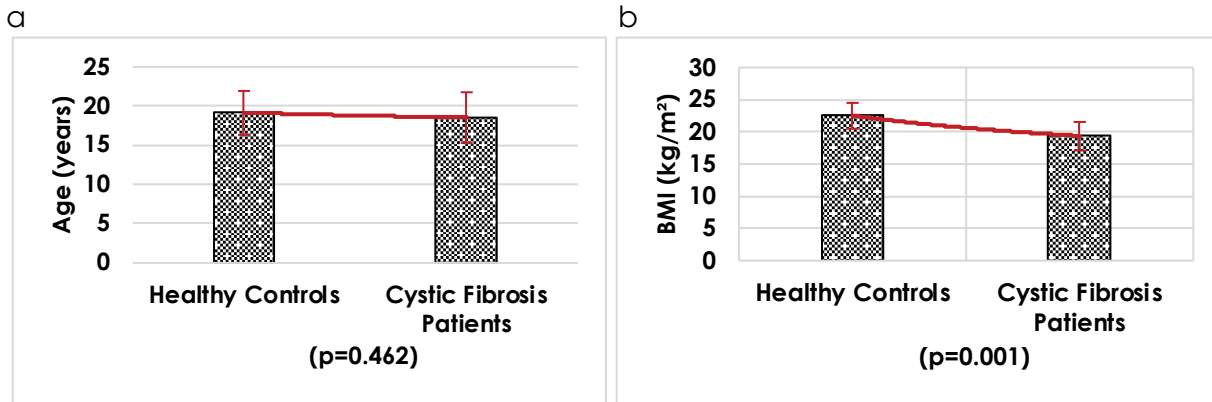 a
Age (years)
25
20
15
10
5
0
Healthy Controls
Cystic Fibrosis
Patients
(p=0.462)
b
BMI (kg/m²)
30
25
20
15
10
5
0
Healthy Controls
Cystic Fibrosis
Patients
(p=0.001)